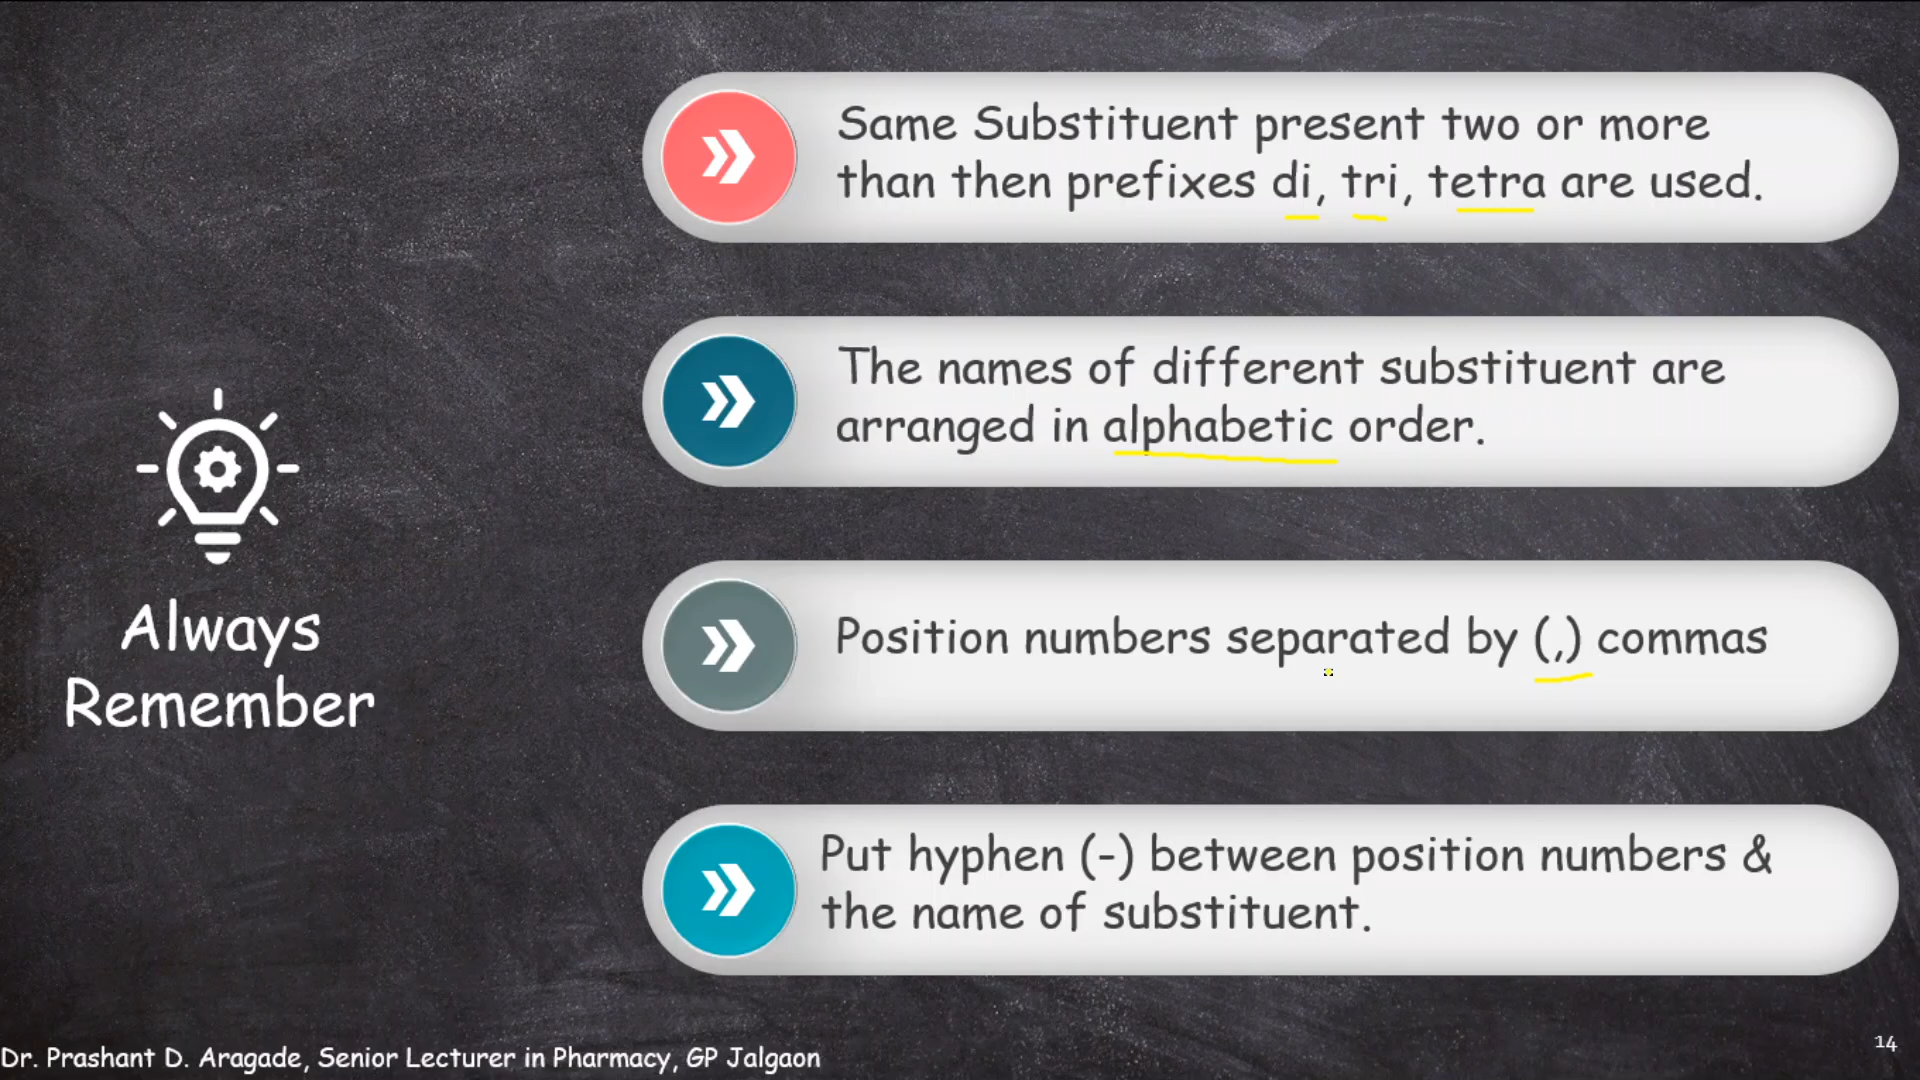 Same Substituent present two or more
than then prefixes di, tri, tetra are used.
The names of different substituent are
arranged in alphabetic order.
Always
Remember
Position numbers separated by (,) commas
Put hyphen (-) between position numbers &
the name of substituent.
Dr. Prashant D. Aragade, Senior Lecturer in Pharmacy, GP Jalgaon
14